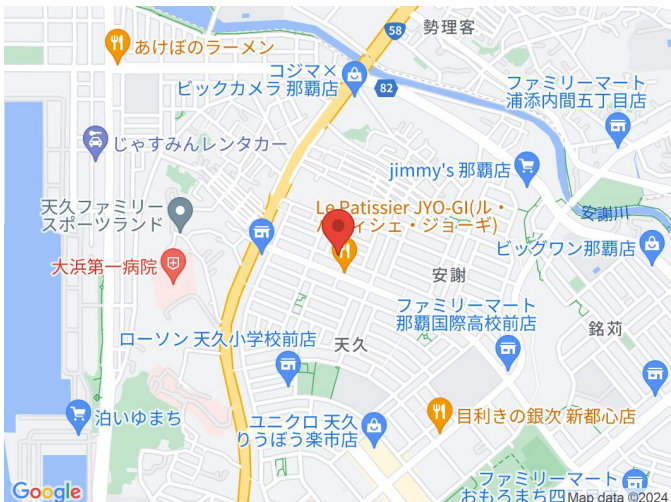 58
勢理客
あけぼのラーメン
コジマ×
ビックカメラ 那覇店
82
ファミリーマート
浦添内間五丁目店
じゃすみんレンタカー
jimmy's 那覇店
天久ファミリー
スポーツランド
Le Patissier JYO-GI(ル・
ィシェ・ジョーギ)
安謝川
ビッグワン那覇店
大浜第一病院
安謝
ファミリーマート
那覇国際高校前店
銘苅
ローソン 天久小学校前店
天久
泊いゆまち
ユニクロ 天久
りうぼう楽市店
目利きの銀次 新都心店
ファミリーマート
おもろまち四
Google
Map data ©2024